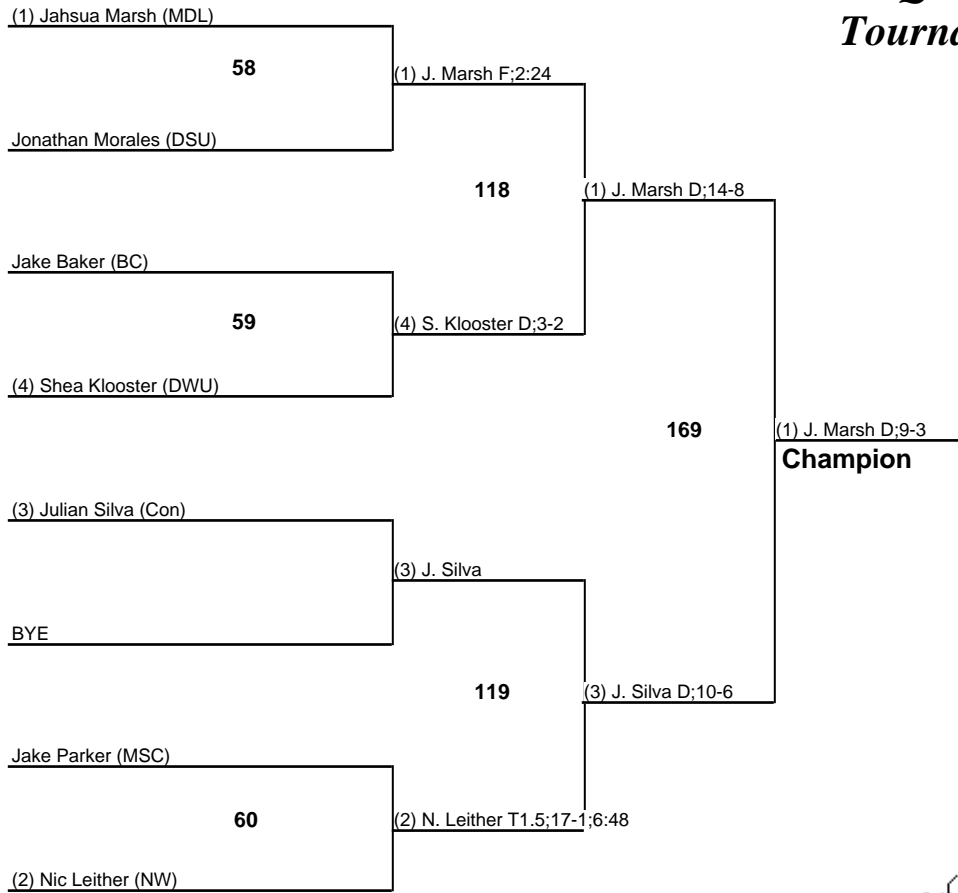 Tourna
(1) Jahsua Marsh (MDL)
58
(1) J. Marsh F;2:24
Jonathan Morales (DSU)
118
(1) J. Marsh D;14-8
Jake Baker (BC)
59
(4) S. Klooster D;3-2
(4) Shea Klooster (DWU)
169
(1) J. Marsh D;9-3
Champion
(3) Julian Silva (Con)
(3) J. Silva
BYE
119
(3) J. Silva D;10-6
Jake Parker (MSC)
60
(2) N. Leither T1.5;17-1;6:48
(2) Nic Leither (NW)